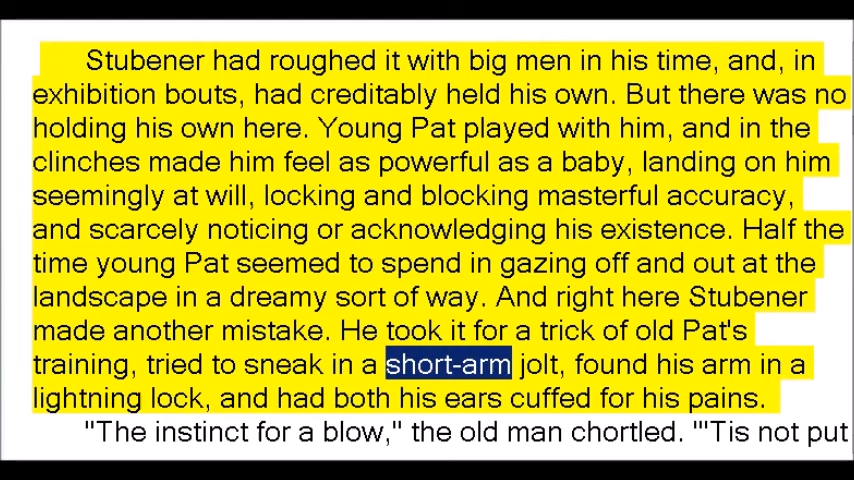 Stubener had roughed it with big men in his time, and, in
exhibition bouts, had creditably held his own. But there was no
holding his own here. Young Pat played with him, and in the
clinches made him feel as powerful as a baby, landing on him
seemingly at will, locking and blocking masterful accuracy,
and scarcely noticing or acknowledging his existence. Half the
time young Pat seemed to spend in gazing off and out at the
landscape in a dreamy sort of way. And right here Stubener
made another mistake. He took it for a trick of old Pat's
training, tried to sneak in a short-arm jolt, found his arm in a
lightning lock, and had both his ears cuffed for his pains.
"The instinct for a blow," the old man chortled. "'Tis not put